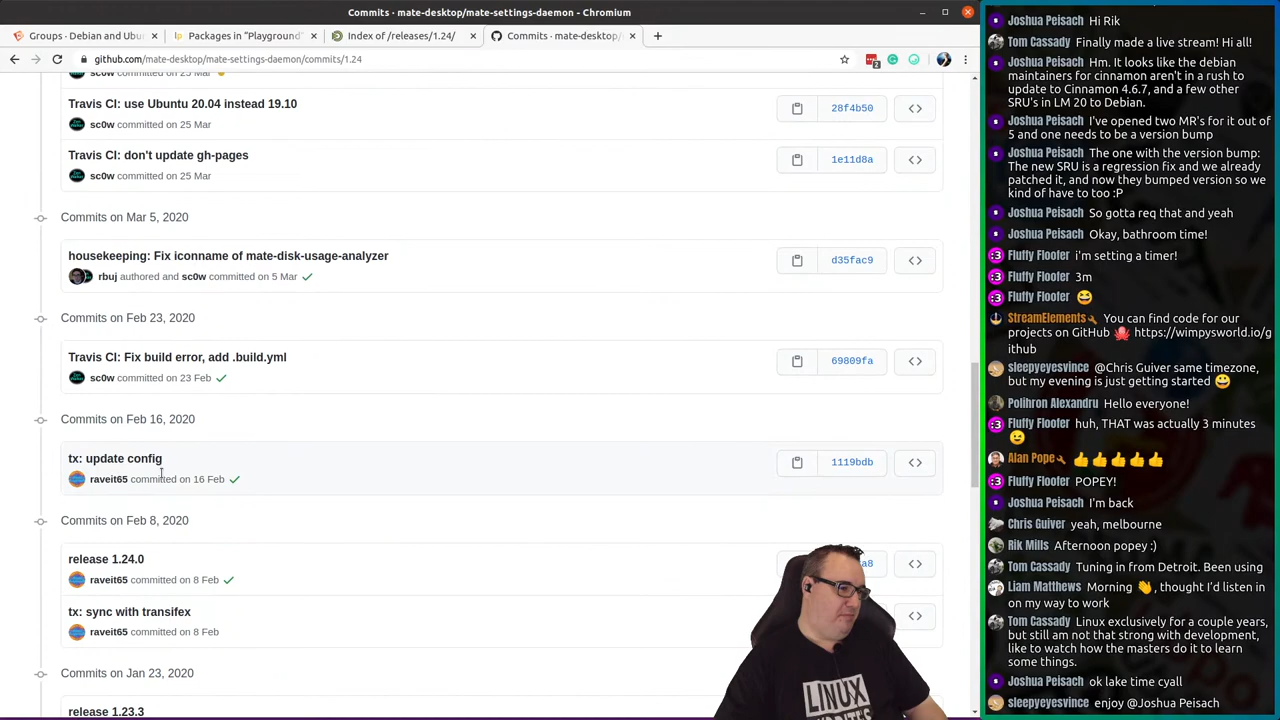 Commits - mate-desktop/mate-settings-daemon - Chromium
Groups - Debian and Ubu
Packages in “Playground”
Index of /releases/1.24/
Commits · mate-desktop/
github.com/mate-desktop/mate-settings-daemon/commits/1.24
sc0w committed on 25 Mar
Travis CI: use Ubuntu 20.04 instead 19.10
28f4b50
sc0w committed on 25 Mar
Travis CI: don't update gh-pages
1e11d8a
sc0w committed on 25 Mar
Commits on Mar 5, 2020
housekeeping: Fix iconname of mate-disk-usage-analyzer
d35fac9
rbuj authored and sc0w committed on 5 Mar
Commits on Feb 23, 2020
Travis CI: Fix build error, add .build.yml
69809fa
sc0w committed on 23 Feb
Commits on Feb 16, 2020
tx: update config
1119bdb
raveit65 committed on 16 Feb
Commits on Feb 8, 2020
release 1.24.0
raveit65 committed on 8 Feb
tx: sync with transifex
raveit65 committed on 8 Feb
Commits on Jan 23, 2020
release 1.23.3
LINUX
Joshua Peisach Hi Rik
Tom Cassady Finally made a live stream! Hi all!
Joshua Peisach Hm. It looks like the debian
maintainers for cinnamon aren't in a rush to
update to Cinnamon 4.6.7, and a few other
SRU's in LM 20 to Debian.
Joshua Peisach I've opened two MR's for it out of
5 and one needs to be a version bump
Joshua Peisach The one with the version bump:
The new SRU is a regression fix and we already
patched it, and now they bumped version so we
kind of have to too :P
Joshua Peisach So gotta req that and yeah
Joshua Peisach Okay, bathroom time!
Fluffy Floofer i'm setting a timer!
Fluffy Floofer 3m
Fluffy Floofer 😆
StreamElements You can find code for our
projects on GitHub 🐙 https://wimpysworld.io/g
ithub
sleepyeyesvince @Chris Guiver same timezone,
but my evening is just getting started 😀
Polihron Alexandru Hello everyone!
Fluffy Floofer huh, THAT was actually 3 minutes
😉
Alan Pope 👍👍👍👍👍
Fluffy Floofer POPEY!
Joshua Peisach I'm back
Chris Guiver yeah, melbourne
Rik Mills Afternoon popey :)
Tom Cassady Tuning in from Detroit. Been using
Liam Matthews Morning 👋, thought I'd listen in
on my way to work
Tom Cassady Linux exclusively for a couple years,
but still am not that strong with development,
like to watch how the masters do it to learn
some things.
Joshua Peisach ok lake time cyall
sleepyeyesvince enjoy @Joshua Peisach